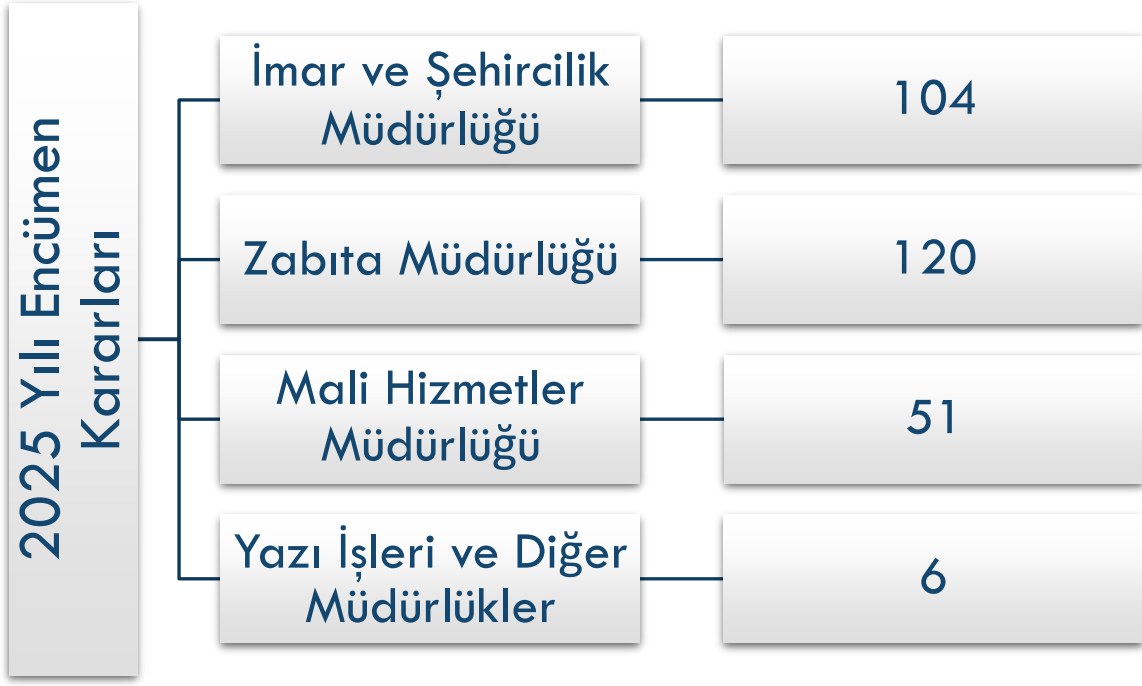 2025 Yılı Encümen
Kararları
İmar ve Şehircilik
Müdürlüğü
104
Zabıta Müdürlüğü
120
Mali Hizmetler
Müdürlüğü
51
Yazı İşleri ve Diğer
Müdürlükler
6